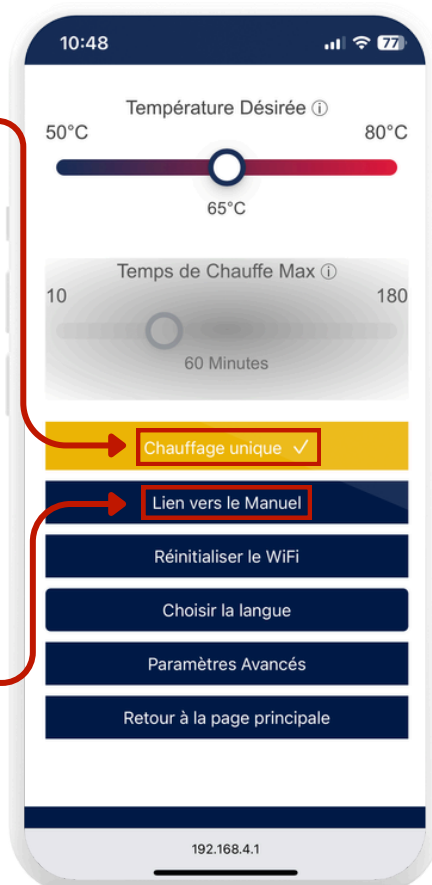 10:48
77
Température Désirée ⓘ
50°C
80°C
65°C
Temps de Chauffe Max ⓘ
10
180
60 Minutes
Chauffage unique ✓
Lien vers le Manuel
Réinitialiser le WiFi
Choisir la langue
Paramètres Avancés
Retour à la page principale
192.168.4.1